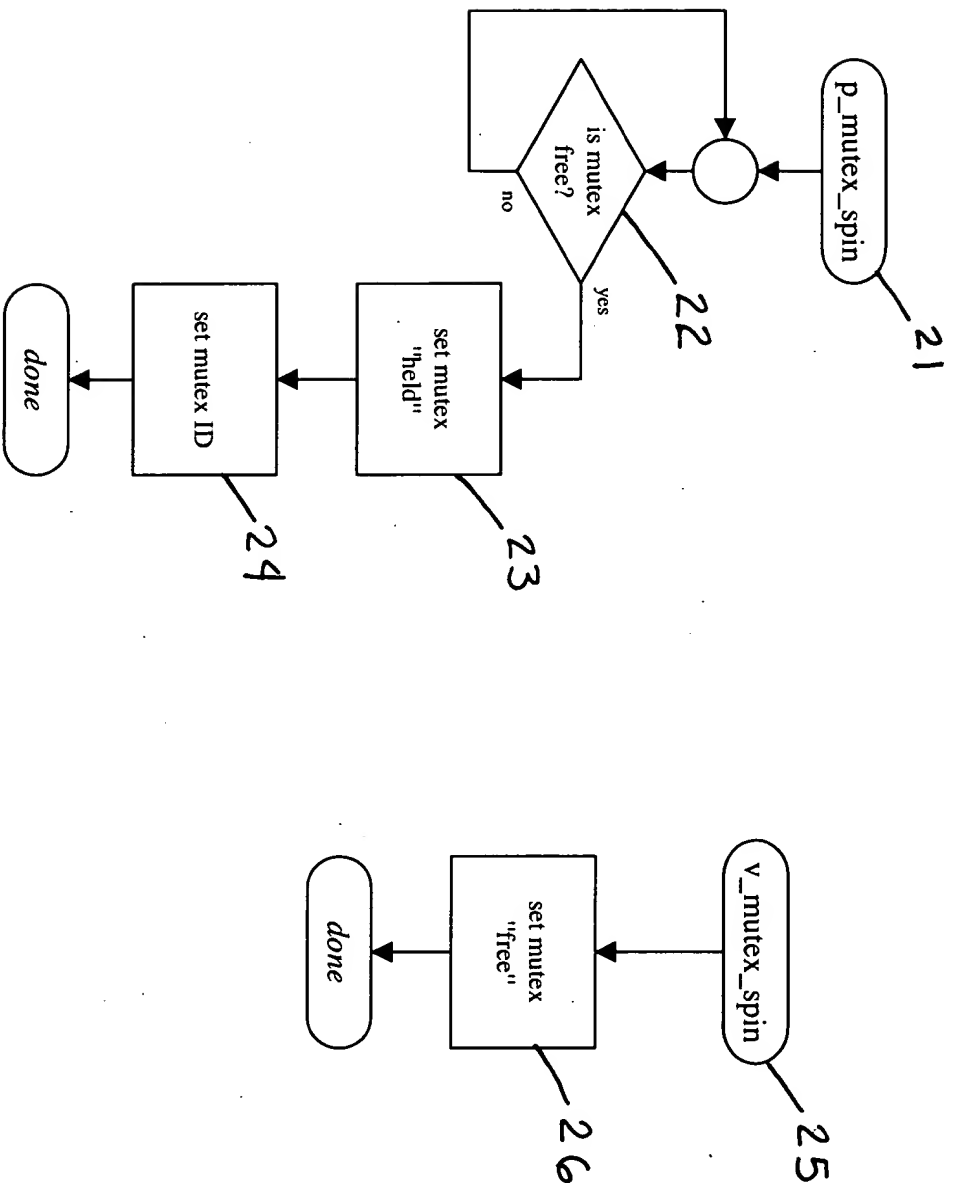 p_mutex_spin
21
is mutex
free?
22
no
yes
set mutex
"held"
23
set mutex ID
24
done
v_mutex_spin
25
set mutex
"free"
26
done